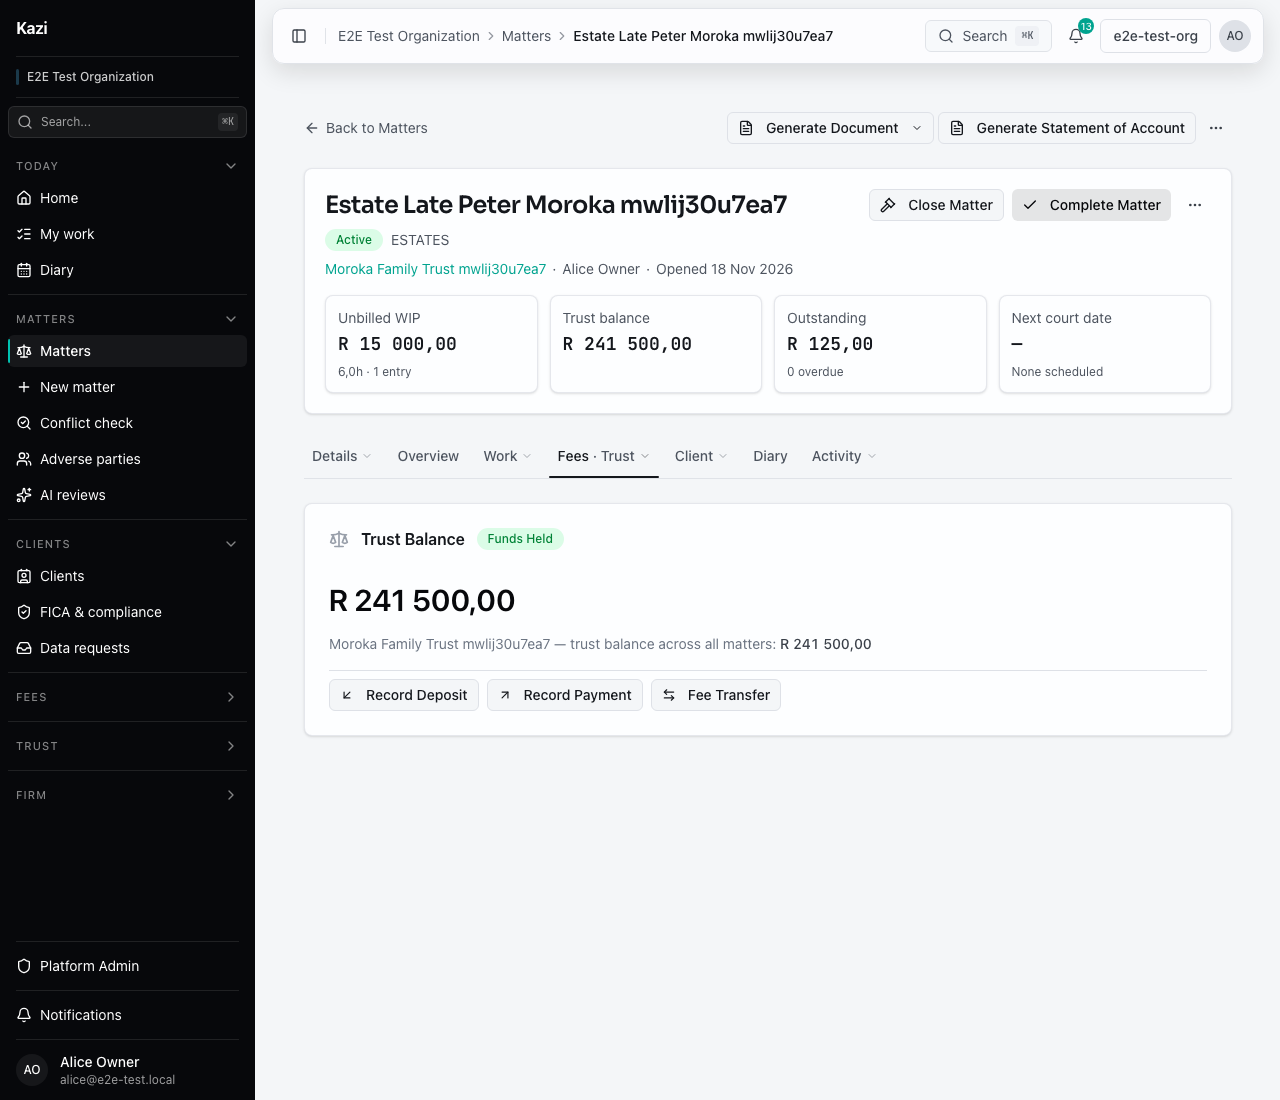 Kazi
E2E Test Organization
Search...
⌘K
TODAY
Home
My work
Diary
MATTERS
Matters
New matter
Conflict check
Adverse parties
AI reviews
CLIENTS
Clients
FICA & compliance
Data requests
FEES
TRUST
FIRM
Platform Admin
Notifications
AO
Alice Owner
alice@e2e-test.local
E2E Test Organization > Matters > Estate Late Peter Moroka mwlij30u7ea7
Search ⌘K
13
e2e-test-org
AO
Back to Matters
Generate Document
Generate Statement of Account
Estate Late Peter Moroka mwlij30u7ea7
Close Matter
Complete Matter
Active ESTATES
Moroka Family Trust mwlij30u7ea7 · Alice Owner · Opened 18 Nov 2026
Unbilled WIP
R 15 000,00
6,0h · 1 entry
Trust balance
R 241 500,00
Outstanding
R 125,00
0 overdue
Next court date
—
None scheduled
Details Overview Work Fees · Trust Client Diary Activity
Trust Balance Funds Held
R 241 500,00
Moroka Family Trust mwlij30u7ea7 — trust balance across all matters: R 241 500,00
Record Deposit
Record Payment
Fee Transfer